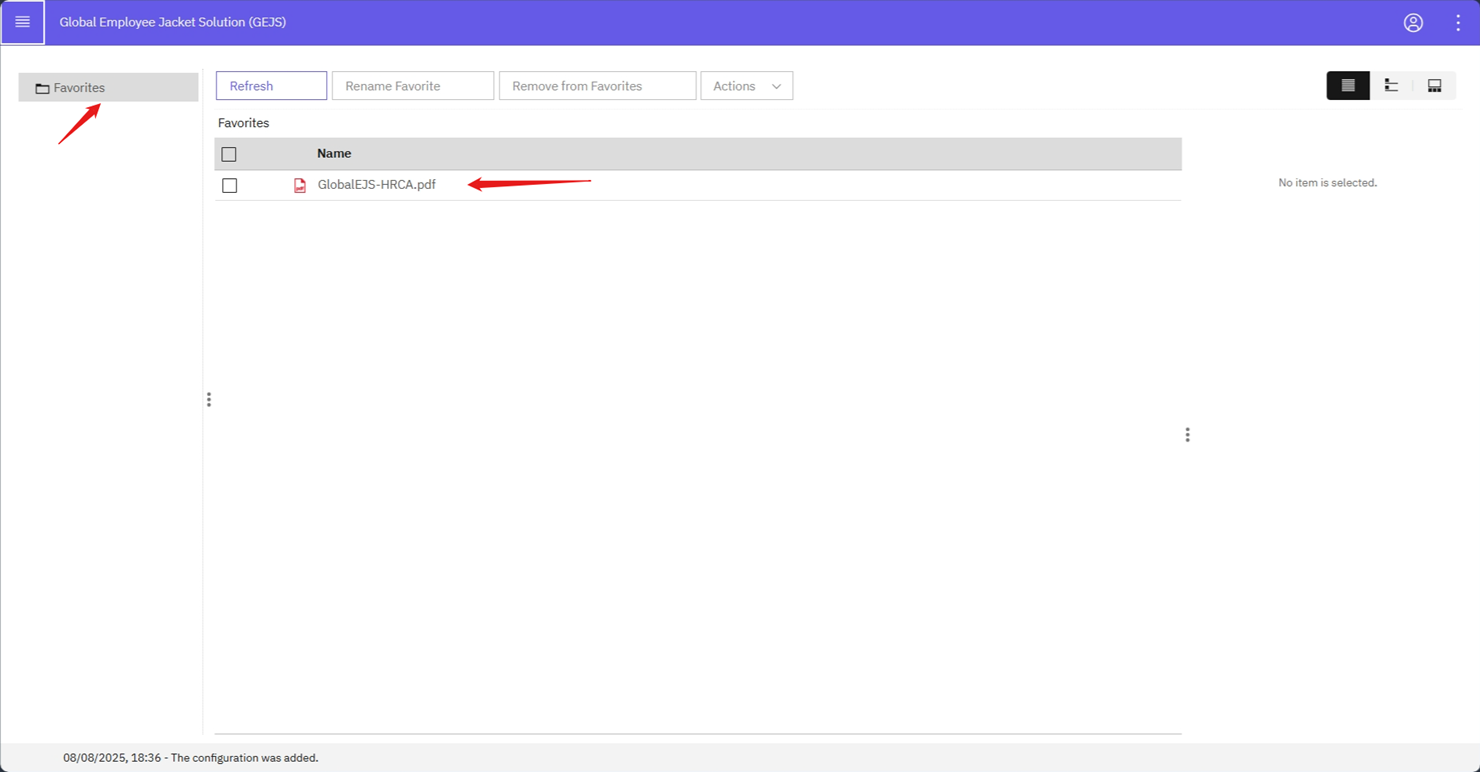 Global Employee Jacket Solution (GEJS)
Favorites
Refresh
Rename Favorite
Remove from Favorites
Actions
Favorites
Name
GlobalEJS-HRCA.pdf
No item is selected.
08/08/2025, 18:36 - The configuration was added.